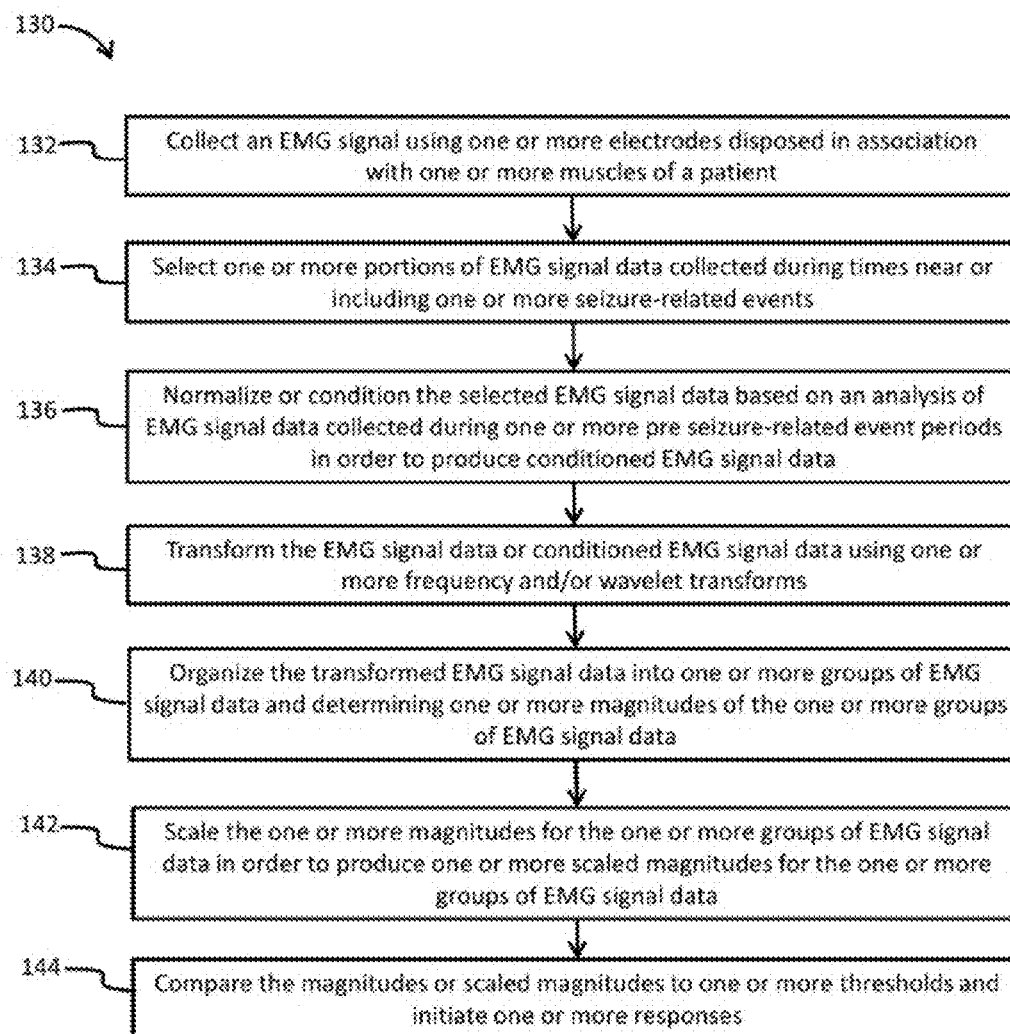 130
132
Collect an EMG signal using one or more electrodes disposed in association
with one or more muscles of a patient
134
Select one or more portions of EMG signal data collected during times near or
including one or more seizure-related events
136
Normalize or condition the selected EMG signal data based on an analysis of
EMG signal data collected during one or more pre seizure-related event periods
in order to produce conditioned EMG signal data
138
Transform the EMG signal data or conditioned EMG signal data using one or
more frequency and/or wavelet transforms
140
Organize the transformed EMG signal data into one or more groups of EMG
signal data and determining one or more magnitudes of the one or more groups
of EMG signal data
142
Scale the one or more magnitudes for the one or more groups of EMG signal
data in order to produce one or more scaled magnitudes for the one or more
groups of EMG signal data
144
Compare the magnitudes or scaled magnitudes to one or more thresholds and
initiate one or more responses